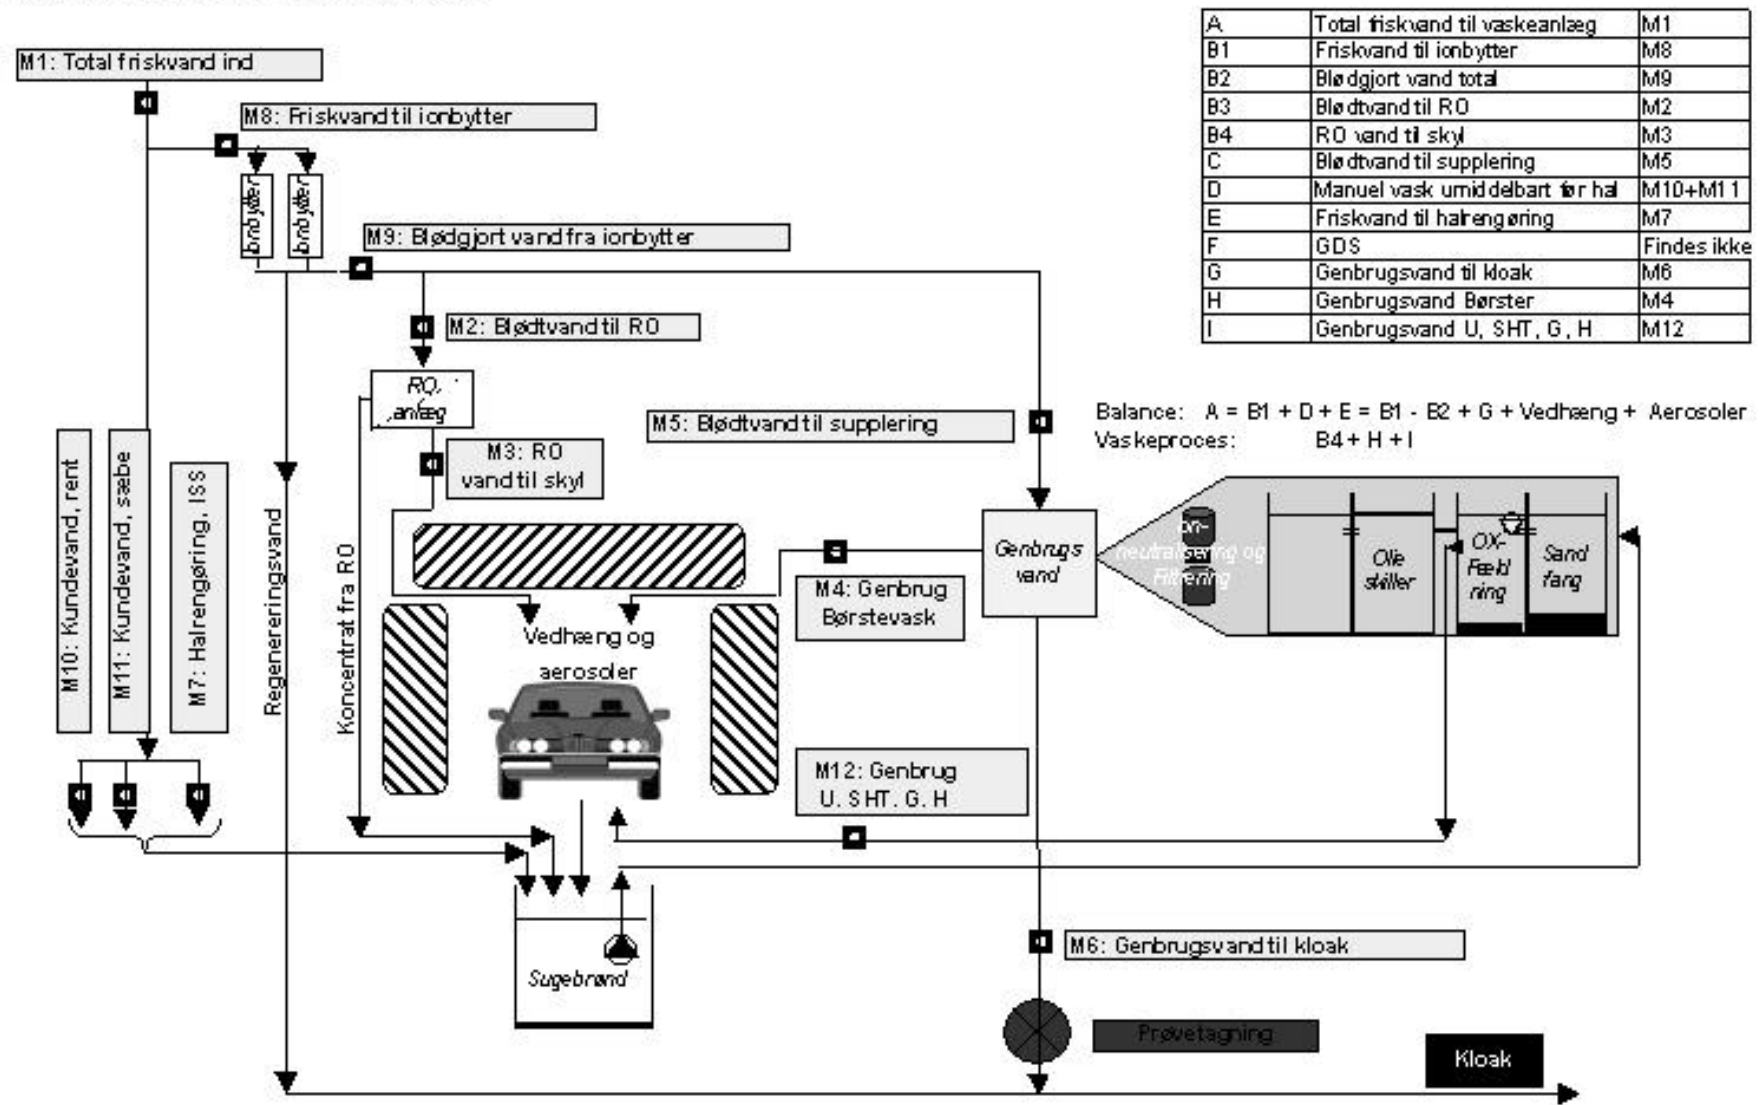 M1: Total friskvand ind
M8: Friskvand til ionbytter
Ionbytter
Ionbytter
M9: Blødgjort vand fra ionbytter
M2: Blødtvand til RO
RO,
anlæg
M3: RO
vand til skyl
M5: Blødtvand til supplering
M10: Kundevand, rent
M11: Kundevand, sæbe
M7: Halrengøring, ISS
Regenereringsvand
Koncentrat fra RO
Vedhæng og
aerosoler
M4: Genbrug
Børstevask
Genbrugs
vand
M12: Genbrug
U. SHT. G. H
Sugebrønd
M6: Genbrugsvand til kloak
Prøvetagning
Kloak
A Total friskvand til vaskeanlæg M1
B1 Friskvand til ionbytter M8
B2 Blødgjort vand total M9
B3 Blødtvand til RO M2
B4 RO vand til skyl M3
C Blødtvand til supplering M5
D Manuel vask umiddelbart før hal M10+M11
E Friskvand til halrengøring M7
F GDS Findes ikke
G Genbrugsvand til kloak M6
H Genbrugsvand Børster M4
I Genbrugsvand U, SHT, G, H M12
Balance: A = B1 + D + E = B1 - B2 + G + Vedhæng + Aerosoler
Vaskeproces: B4 + H + I
on-
neutralisering og
Filtrering
Olie
skiller
OX-
Fæld
ning
Sand
fang